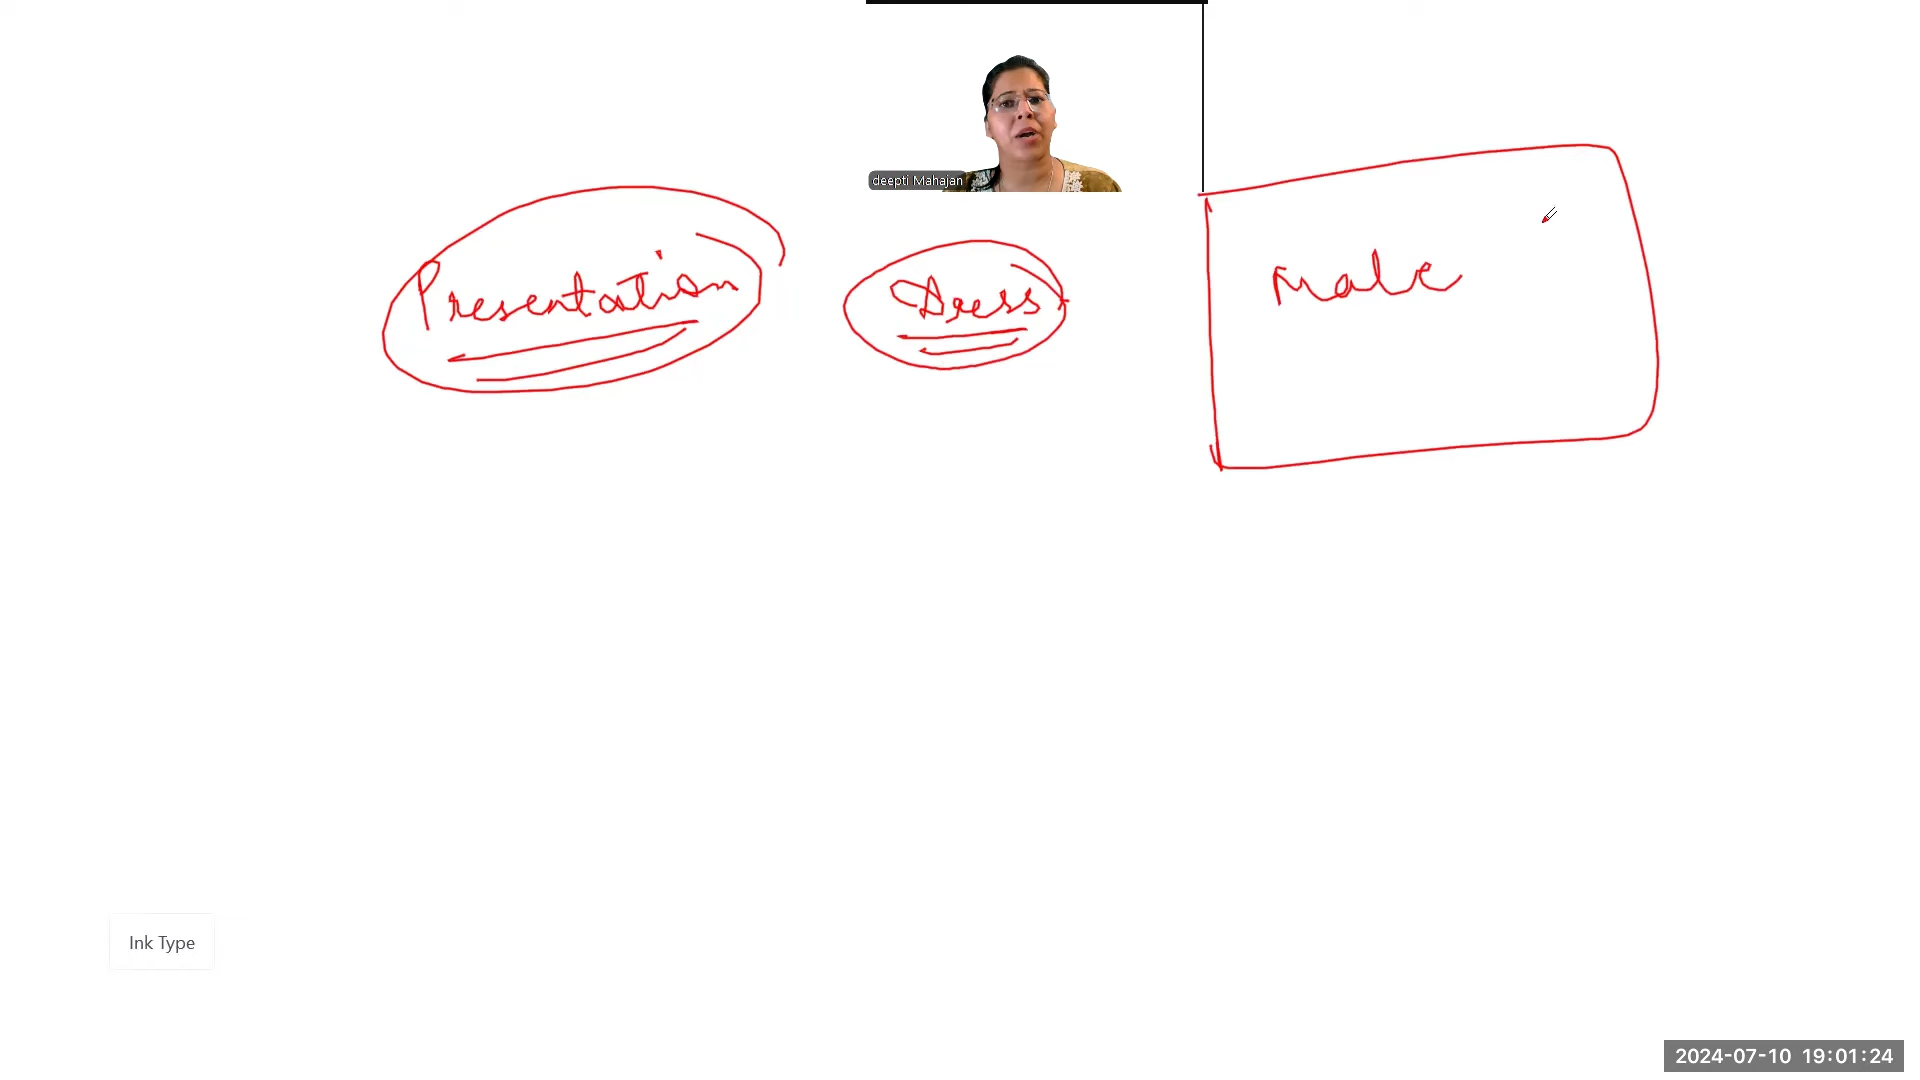 deepti Mahajan
Presentation
Dress
Male
Ink Type
2024-07-10 19:01:24